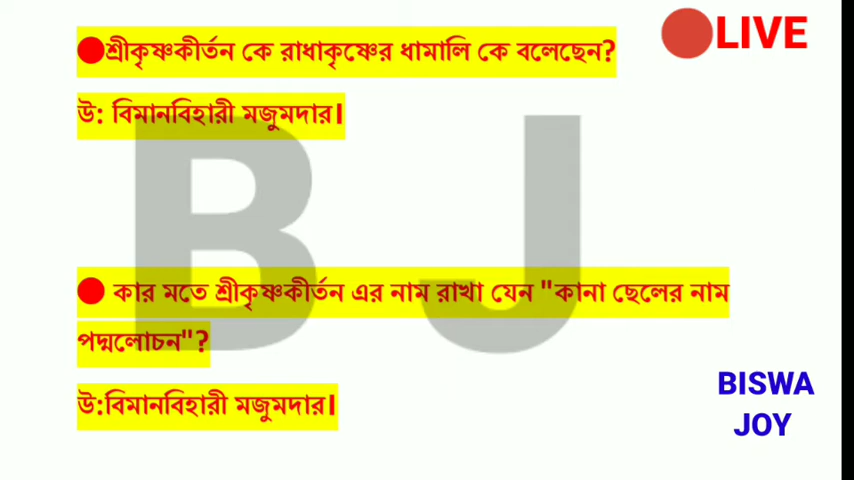 ●শ্রীকৃষ্ণকীর্তন কে রাধাকৃষ্ণের ধামালি কে বলেছেন?
LIVE
উ: বিমানবিহারী মজুমদার।
B J
● কার মতে শ্রীকৃষ্ণকীর্তন এর নাম রাখা যেন "কানা ছেলের নাম
পদ্মলোচন"?
উ:বিমানবিহারী মজুমদার।
BISWA
JOY